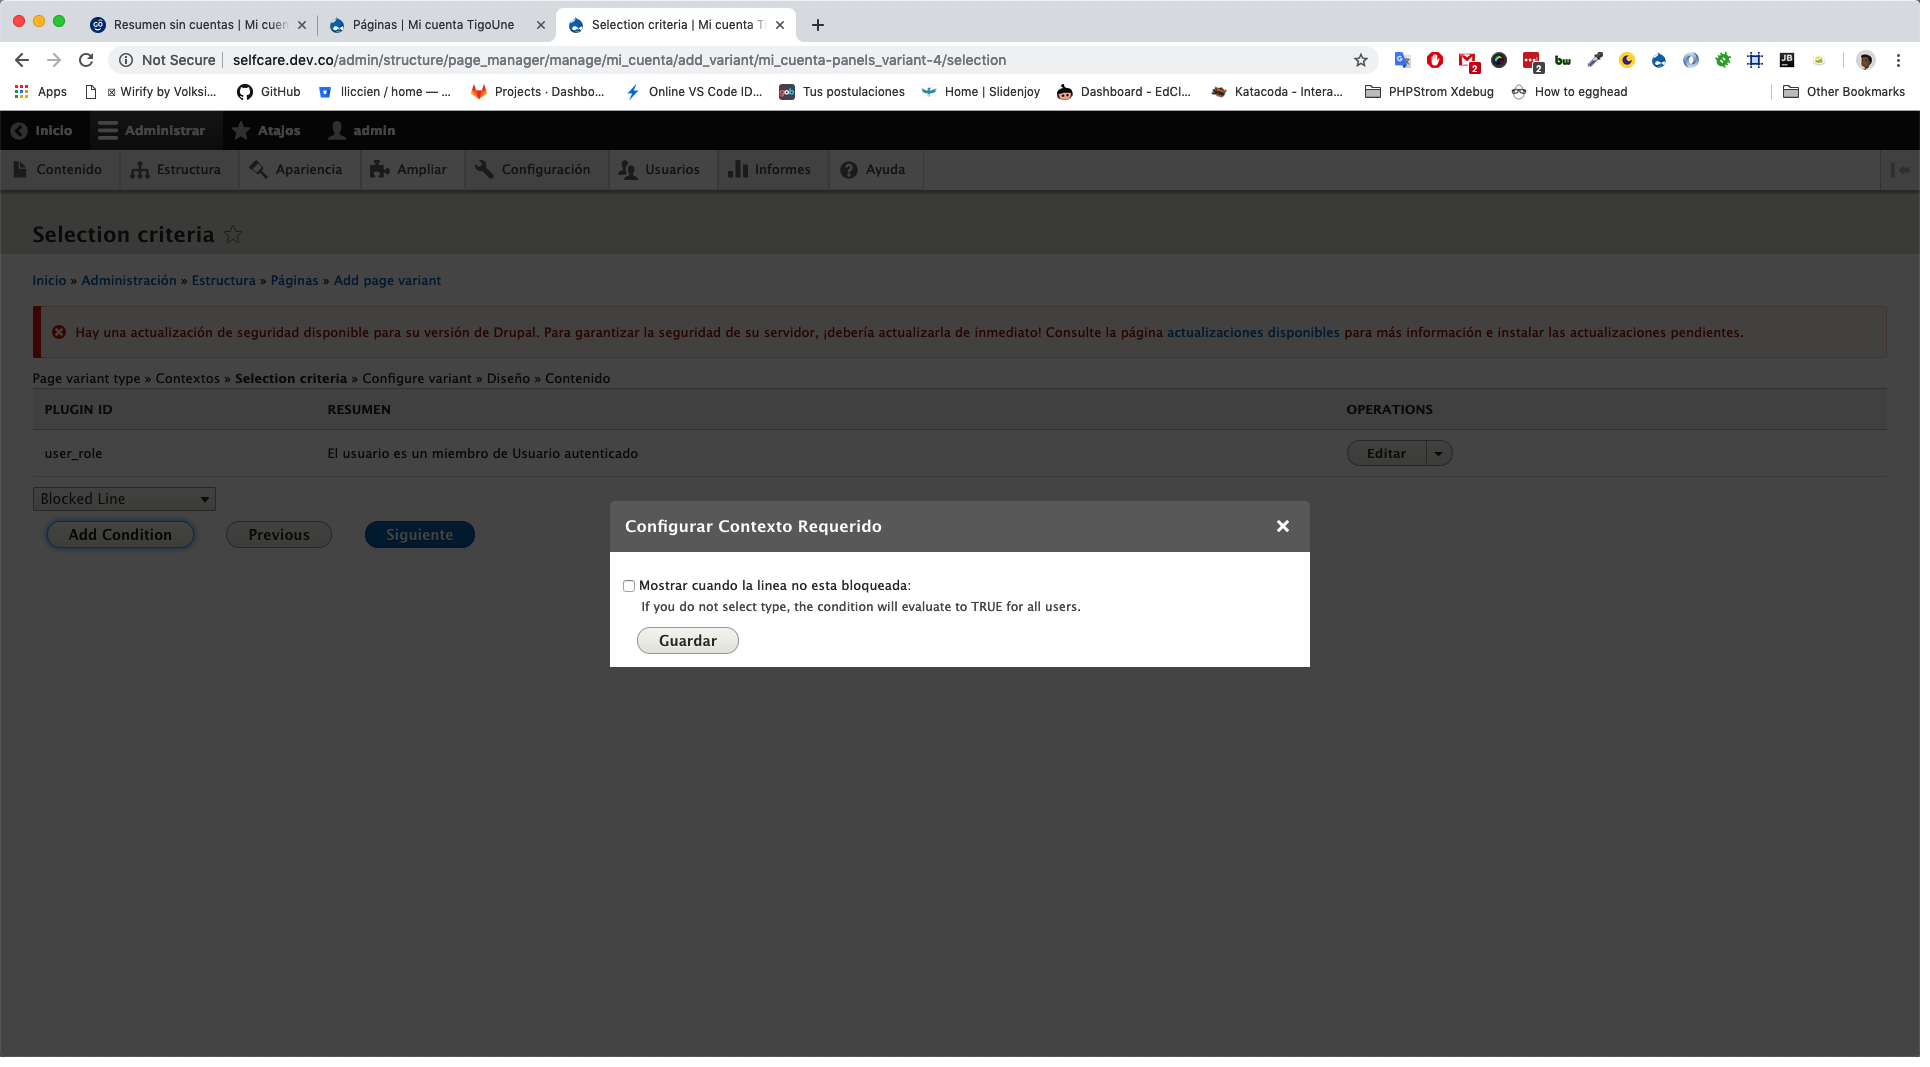 Resumen sin cuentas | Mi cuen
Páginas | Mi cuenta TigoUne
Selection criteria | Mi cuenta Ti
Not Secure
selfcare.dev.co/admin/structure/page_manager/manage/mi_cuenta/add_variant/mi_cuenta-panels_variant-4/selection
2
2
bw
JB
Apps
Wirify by Volksi...
GitHub
lliccien / home — ...
Projects · Dashbo...
Online VS Code ID...
gob
Tus postulaciones
Home | Slidenjoy
Dashboard - EdCl...
Katacoda - Intera...
PHPStrom Xdebug
How to egghead
Other Bookmarks
Inicio
Administrar
Atajos
admin
Contenido
Estructura
Apariencia
Ampliar
Configuración
Usuarios
Informes
Ayuda
Selection criteria
Inicio » Administración » Estructura » Páginas » Add page variant
Hay una actualización de seguridad disponible para su versión de Drupal. Para garantizar la seguridad de su servidor, ¡debería actualizarla de inmediato! Consulte la página actualizaciones disponibles para más información e instalar las actualizaciones pendientes.
Page variant type » Contextos » Selection criteria » Configure variant » Diseño » Contenido
PLUGIN ID
RESUMEN
OPERATIONS
user_role
El usuario es un miembro de Usuario autenticado
Editar
Blocked Line
Add Condition
Previous
Siguiente
Configurar Contexto Requerido
Mostrar cuando la linea no esta bloqueada:
If you do not select type, the condition will evaluate to TRUE for all users.
Guardar